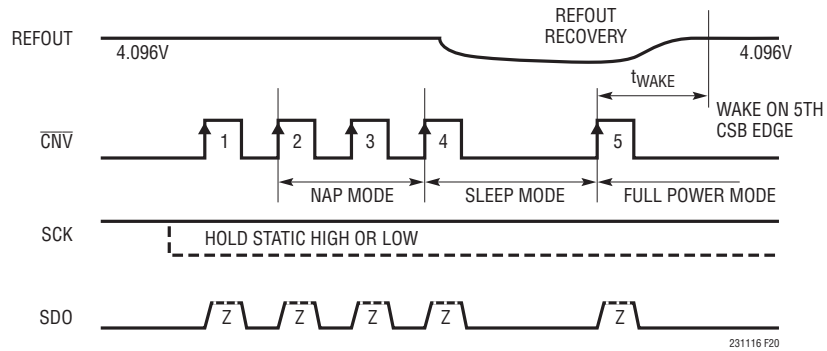 REFOUT
RECOVERY
REFOUT
4.096V
4.096V
tWAKE
WAKE ON 5TH
CSB EDGE
CNV
1
2
3
4
5
NAP MODE
SLEEP MODE
FULL POWER MODE
SCK
HOLD STATIC HIGH OR LOW
SDO
Z
Z
Z
Z
Z
231116 F20